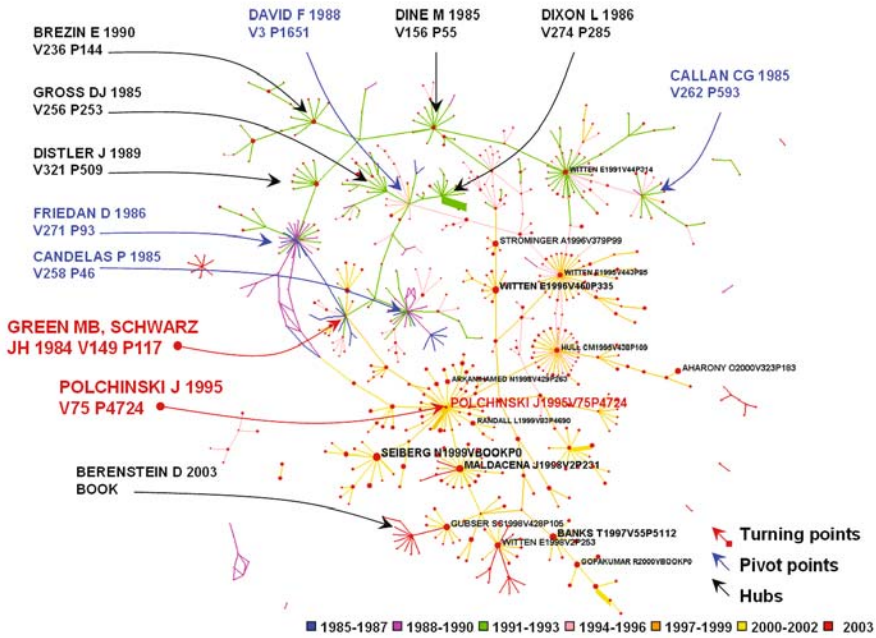 DAVID F 1988
V3 P1651
DINE M 1985
V156 P55
DIXON L 1986
V274 P285
BREZIN E 1990
V236 P144
CALLAN CG 1985
V262 P593
GROSS DJ 1985
V256 P253
DISTLER J 1989
V321 P509
WITTEN E1991V44P314
FRIEDAN D 1986
V271 P93
STROMINGER A1996V379P99
CANDELAS P 1985
V258 P46
WITTEN E1995V443P85
WITTEN E1996V460P335
GREEN MB, SCHWARZ
JH 1984 V149 P117
HULL CM1995V438P109
AHARONY O2000V323P183
POLCHINSKI J 1995
V75 P4724
ARKANIHAMED N1998V429P263
POLCHINSKI J1995V75P4724
RANDALL L1999V83P4690
SEIBERG N1999VBOOKP0
MALDACENA J1998V2P231
BERENSTEIN D 2003
BOOK
GUBSER SS1998V428P105
BANKS T1997V55P5112
WITTEN E1998V2P253
GOPAKUMAR R2000VBOOKP0
Turning points
Pivot points
Hubs
1985-1987 1988-1990 1991-1993 1994-1996 1997-1999 2000-2002 2003